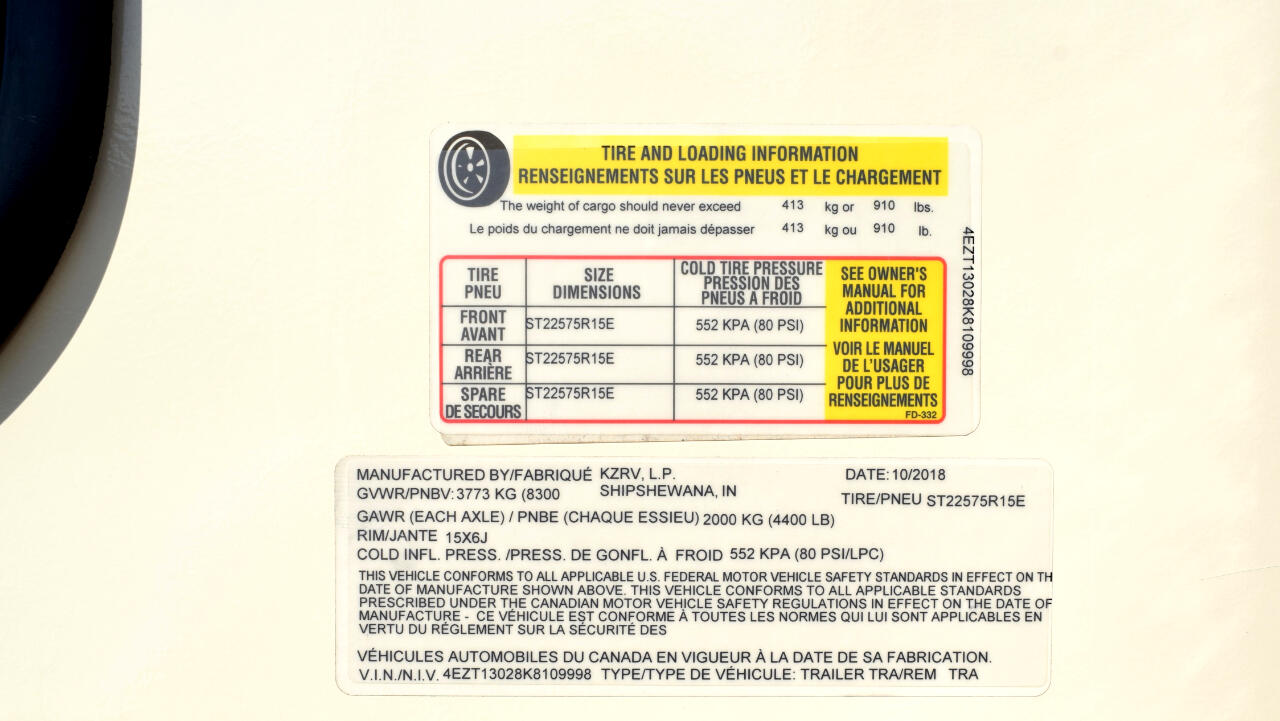 TIRE AND LOADING INFORMATION
RENSEIGNEMENTS SUR LES PNEUS ET LE CHARGEMENT
The weight of cargo should never exceed 413 kg or 910 lbs.
Le poids du chargement ne doit jamais dépasser 413 kg ou 910 lb.
TIRE PNEU
SIZE DIMENSIONS
COLD TIRE PRESSURE PRESSION DES PNEUS A FROID
FRONT AVANT ST22575R15E 552 KPA (80 PSI)
REAR ARRIÈRE ST22575R15E 552 KPA (80 PSI)
SPARE DE SECOURS ST22575R15E 552 KPA (80 PSI)
SEE OWNER'S
MANUAL FOR
ADDITIONAL
INFORMATION
VOIR LE MANUEL
DE L'USAGER
POUR PLUS DE
RENSEIGNEMENTS
FD-332
4EZT13028K8109998
MANUFACTURED BY/FABRIQUÉ KZRV, L.P. DATE: 10/2018
GVWR/PNBV: 3773 KG (8300 SHIPSHEWANA, IN TIRE/PNEU ST22575R15E
GAWR (EACH AXLE) / PNBE (CHAQUE ESSIEU) 2000 KG (4400 LB)
RIM/JANTE 15X6J
COLD INFL. PRESS. /PRESS. DE GONFL. À FROID 552 KPA (80 PSI/LPC)
THIS VEHICLE CONFORMS TO ALL APPLICABLE U.S. FEDERAL MOTOR VEHICLE SAFETY STANDARDS IN EFFECT ON TH
DATE OF MANUFACTURE SHOWN ABOVE. THIS VEHICLE CONFORMS TO ALL APPLICABLE STANDARDS
PRESCRIBED UNDER THE CANADIAN MOTOR VEHICLE SAFETY REGULATIONS IN EFFECT ON THE DATE OF
MANUFACTURE - CE VÉHICULE EST CONFORME À TOUTES LES NORMES QUI LUI SONT APPLICABLES EN
VERTU DU RÉGLEMENT SUR LA SÉCURITÉ DES
VÉHICULES AUTOMOBILES DU CANADA EN VIGUEUR À LA DATE DE SA FABRICATION.
V.I.N./N.I.V. 4EZT13028K8109998 TYPE/TYPE DE VÉHICULE: TRAILER TRA/REM TRA